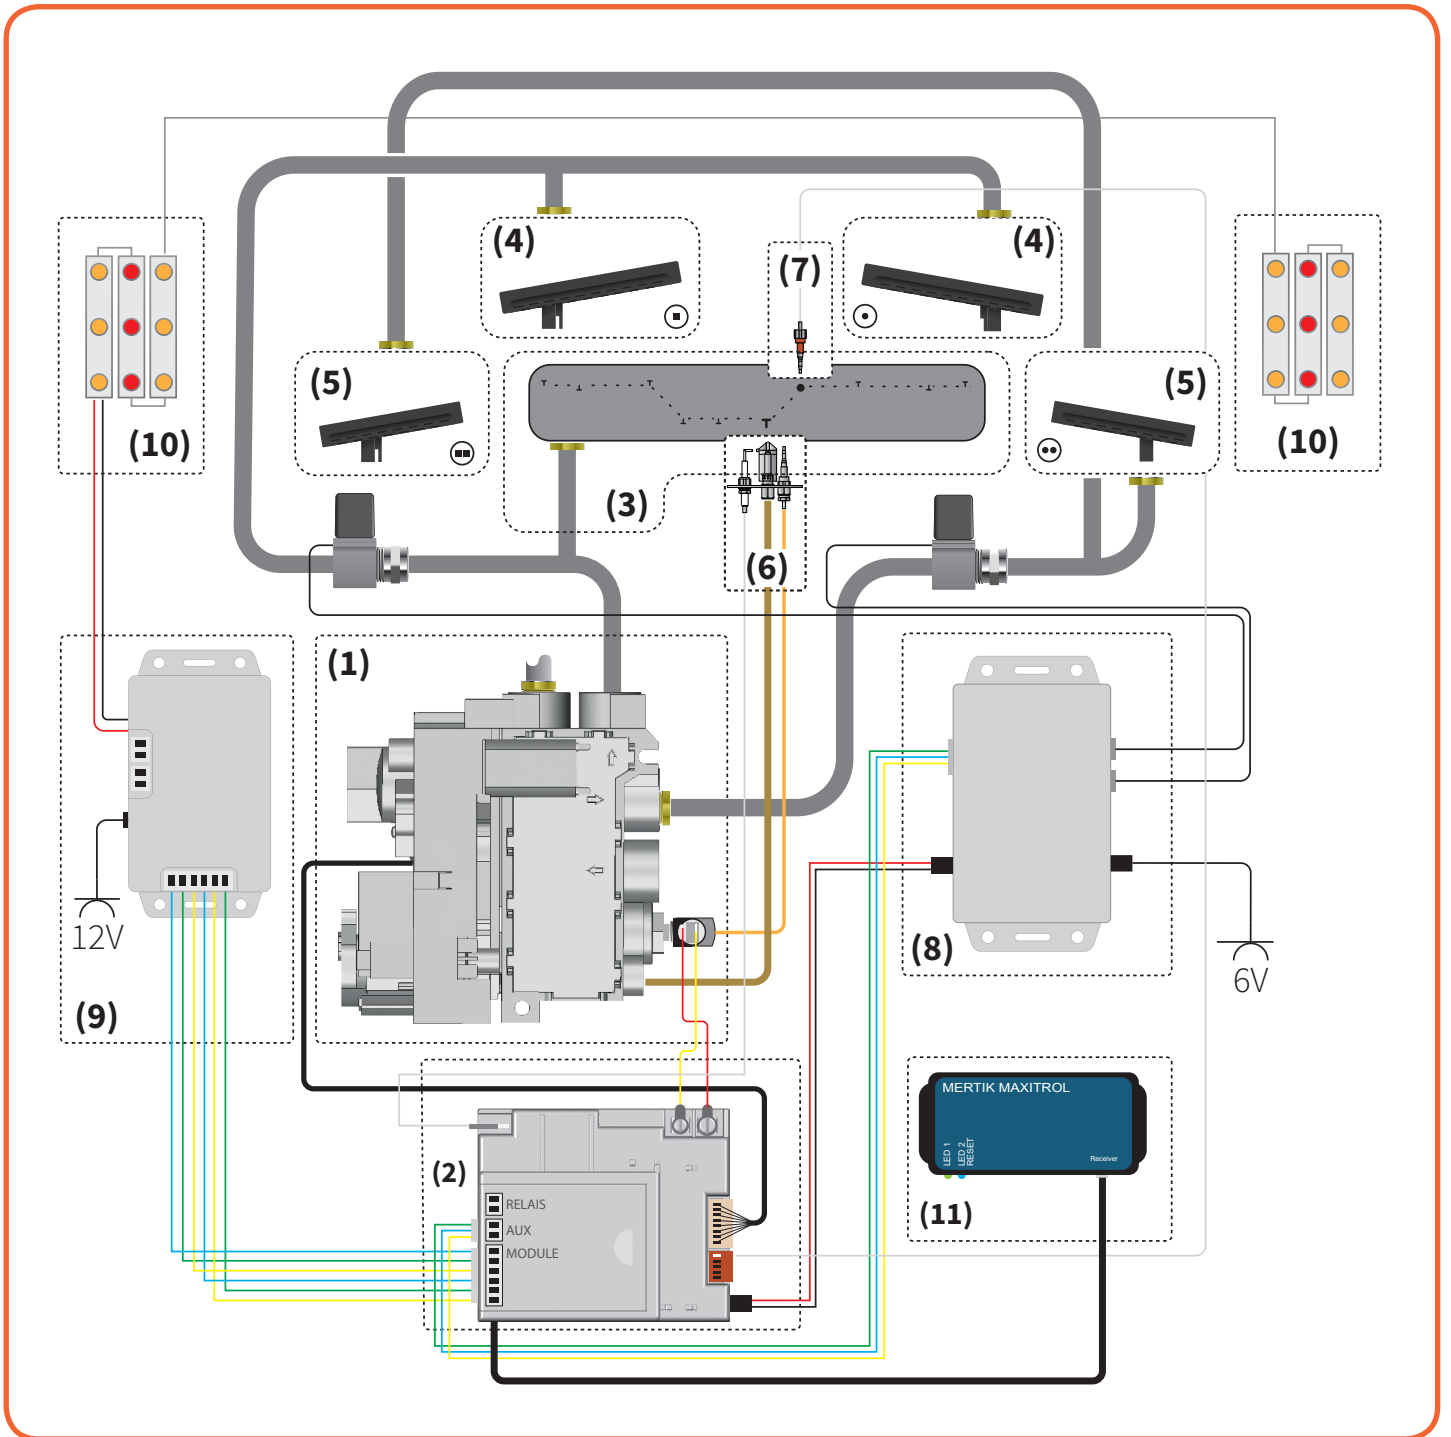 (4)
(4)
(7)
(5)
(5)
(10)
(10)
(3)
(6)
(1)
12V
(8)
6V
(9)
MERTIK MAXITROL
LED 1
LED 2
RESET
Receiver
(2)
(11)
RELAIS
AUX
MODULE